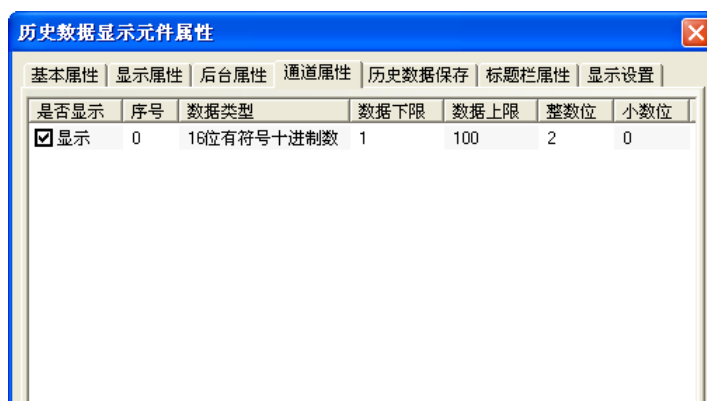 历史数据显示元件属性
基本属性 显示属性 后台属性 通道属性 历史数据保存 标题栏属性 显示设置
是否显示 序号 数据类型 数据下限 数据上限 整数位 小数位
显示 0 16位有符号十进制数 1 100 2 0